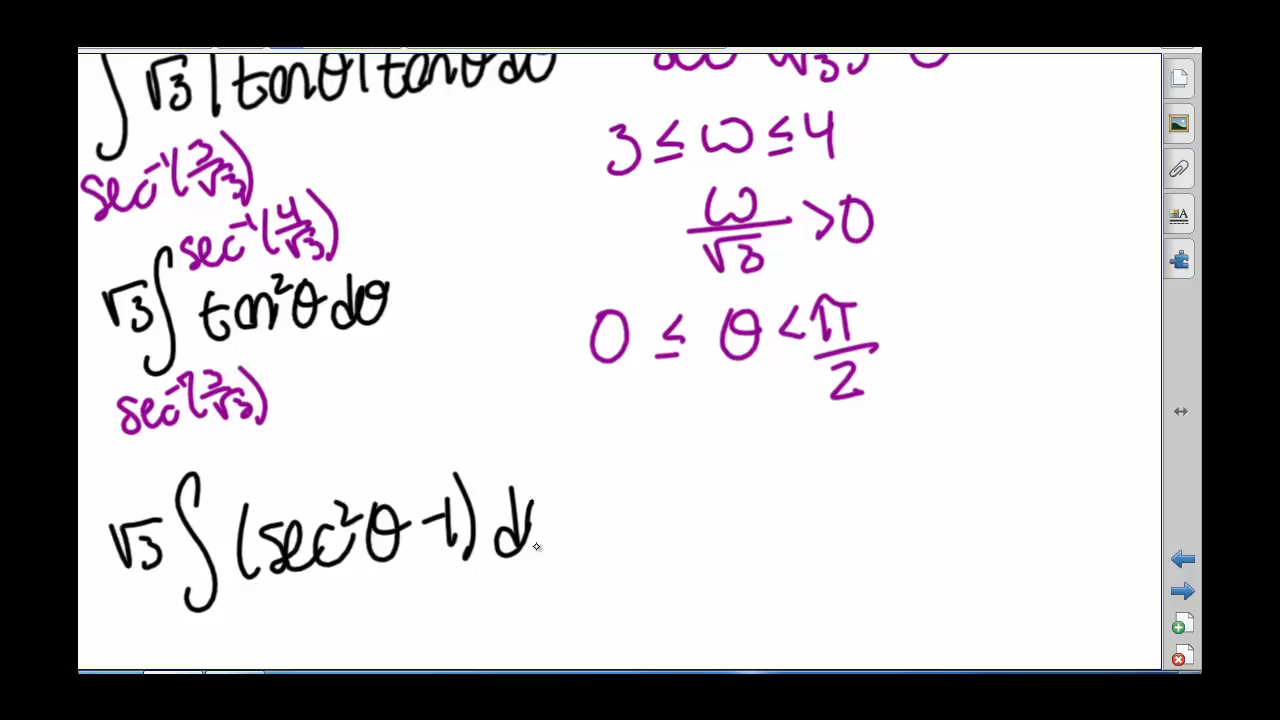 ∫ √3 |tanθ| tanθ dθ
sec⁻¹(3/√3)
3 ≤ ω ≤ 4
ω/√3 > 0
sec⁻¹(4/√3)
√3 ∫ tan²θ dθ
sec⁻¹(3/√3)
0 ≤ θ < π/2
√3 ∫ (sec²θ -1) d